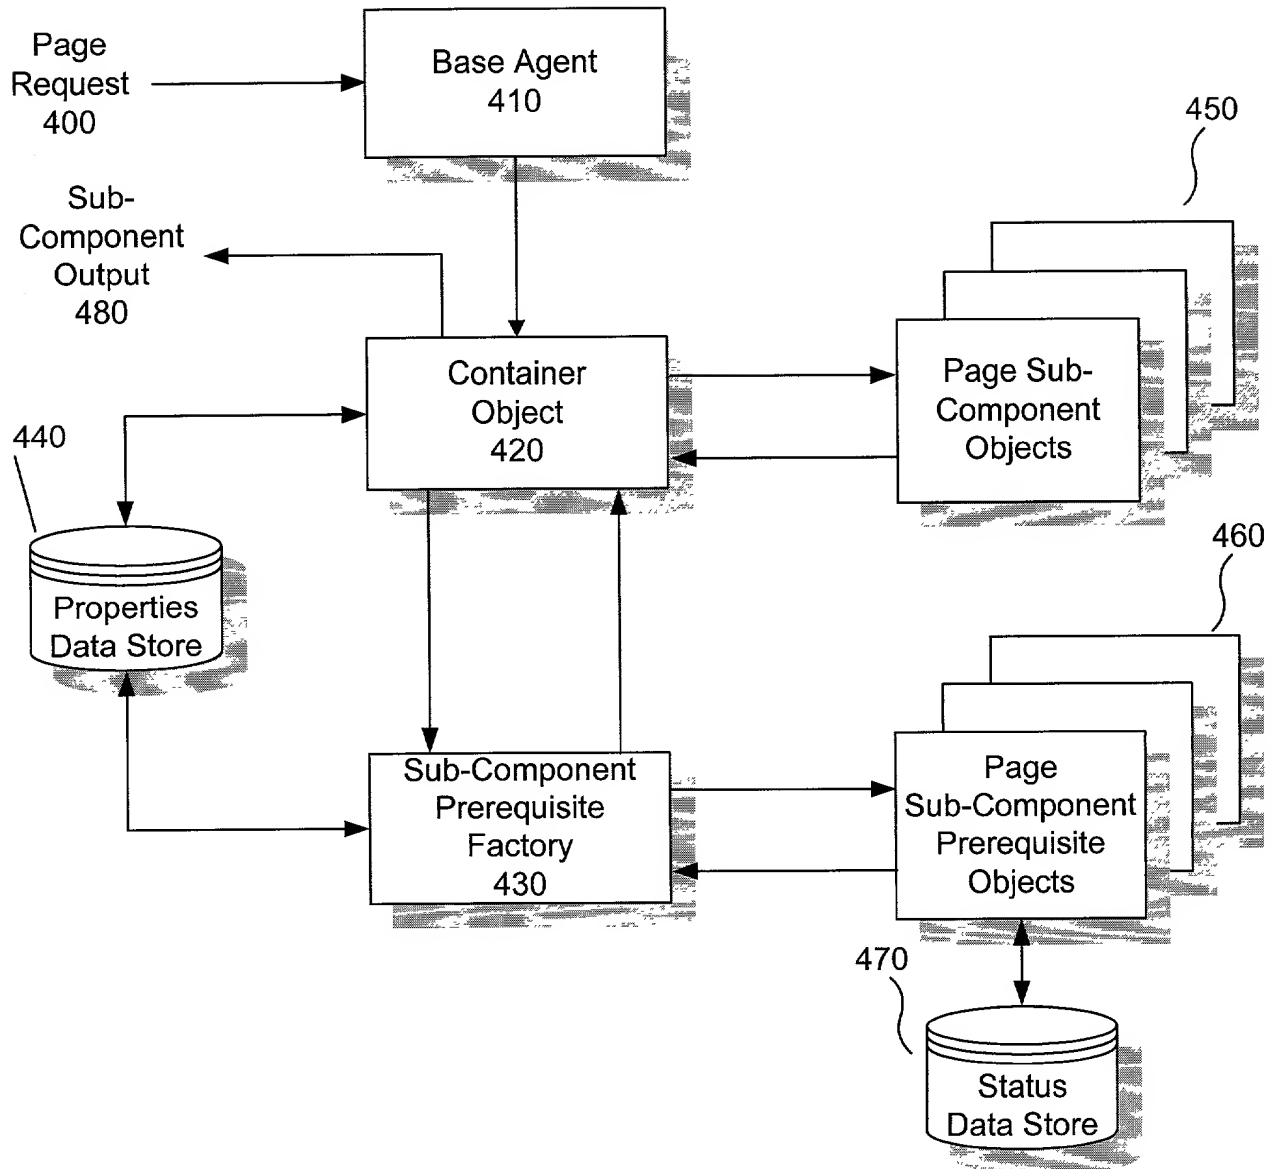 Page
Request
400
Base Agent
410
450
Sub-
Component
Output
480
Container
Object
420
Page Sub-
Component
Objects
440
460
Properties
Data Store
Sub-Component
Prerequisite
Factory
430
Page
Sub-Component
Prerequisite
Objects
470
Status
Data Store